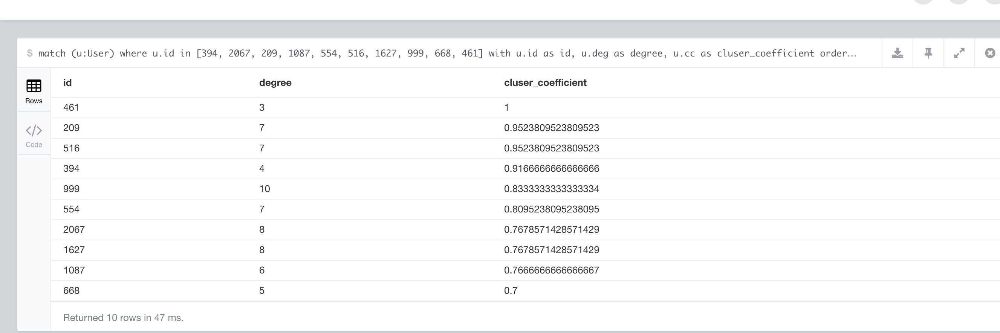 $ match (u:User) where u.id in [394, 2067, 209, 1087, 554, 516, 1627, 999, 668, 461] with u.id as id, u.deg as degree, u.cc as cluser_coefficient order...
Rows
</> Code
id degree cluser_coefficient
461 3 1
209 7 0.9523809523809523
516 7 0.9523809523809523
394 4 0.9166666666666666
999 10 0.8333333333333334
554 7 0.8095238095238095
2067 8 0.7678571428571429
1627 8 0.7678571428571429
1087 6 0.7666666666666667
668 5 0.7
Returned 10 rows in 47 ms.